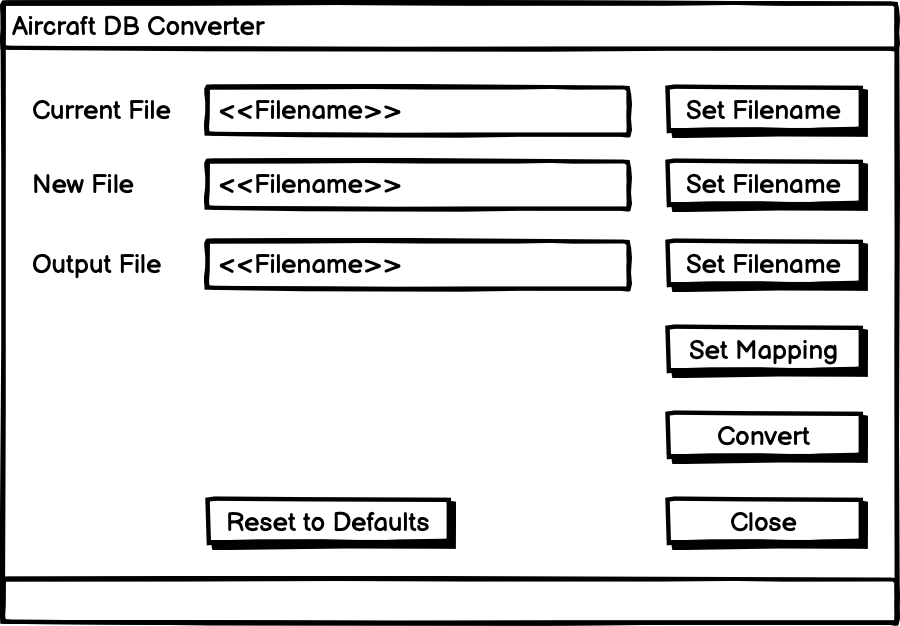 Aircraft DB Converter
Current File <<Filename>> Set Filename
New File <<Filename>> Set Filename
Output File <<Filename>> Set Filename
Set Mapping
Convert
Reset to Defaults Close